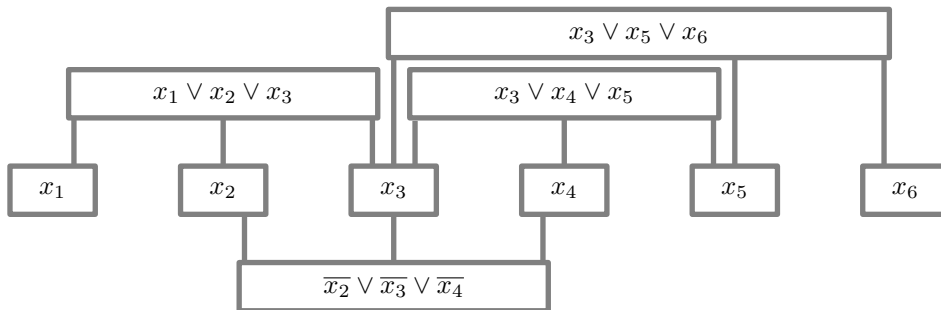 x₃ ∨ x₅ ∨ x₆
x₁ ∨ x₂ ∨ x₃ x₃ ∨ x₄ ∨ x₅
x₁ x₂ x₃ x₄ x₅ x₆
x̅₂ ∨ x̅₃ ∨ x̅₄